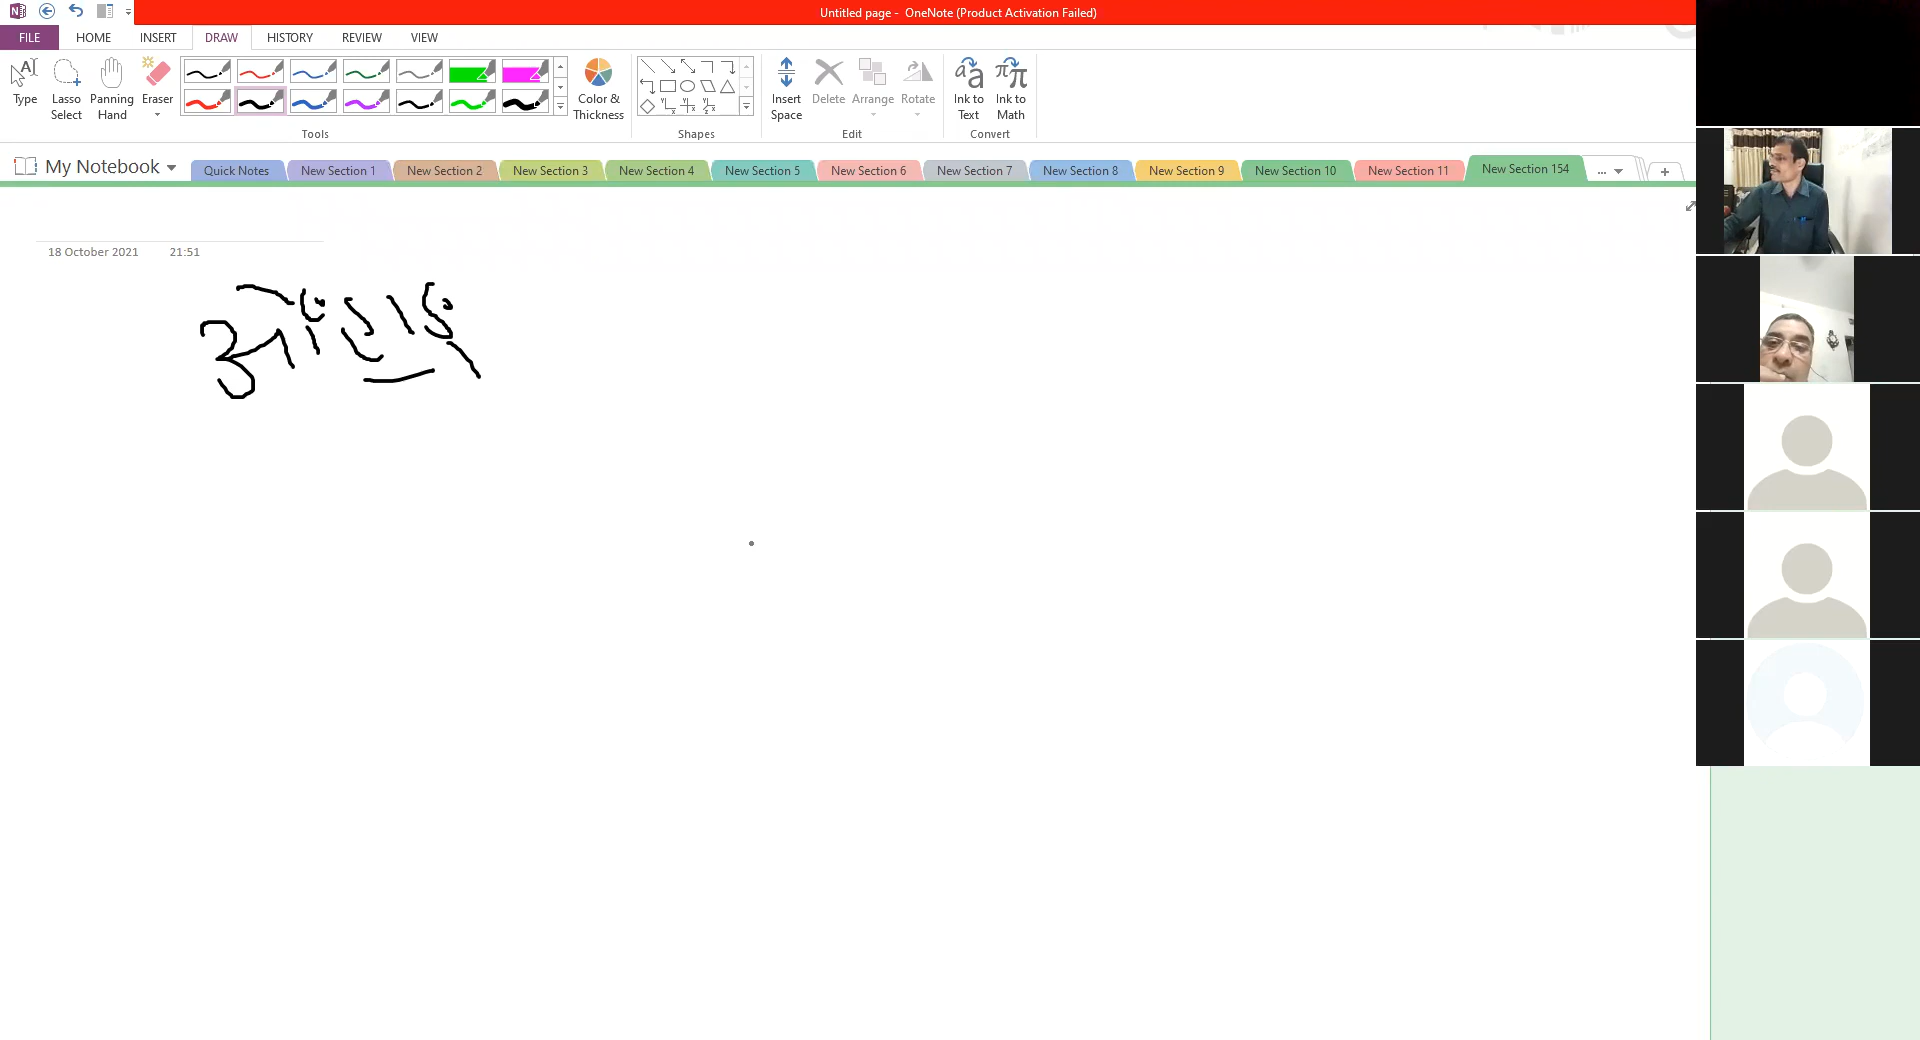 Untitled page - OneNote (Product Activation Failed)
FILE HOME INSERT DRAW HISTORY REVIEW VIEW
Type
Lasso Select
Panning Hand
Eraser
Color & Thickness
Insert Space
Delete
Arrange
Rotate
Ink to Text
Ink to Math
Tools
Shapes
Edit
Convert
My Notebook
Quick Notes New Section 1 New Section 2 New Section 3 New Section 4 New Section 5 New Section 6 New Section 7 New Section 8 New Section 9 New Section 10 New Section 11 New Section 154 ...
18 October 2021 21:51